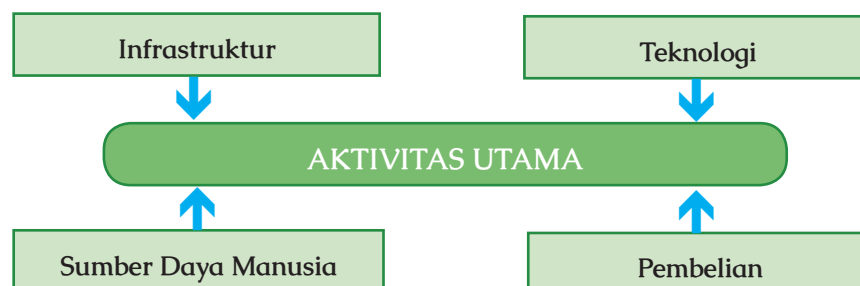 Infrastruktur
Teknologi
AKTIVITAS UTAMA
Sumber Daya Manusia
Pembelian